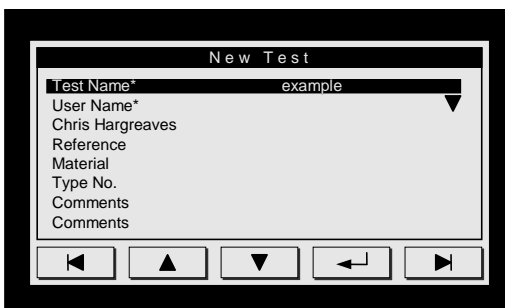 New Test
Test Name* example
User Name*
Chris Hargreaves
Reference
Material
Type No.
Comments
Comments